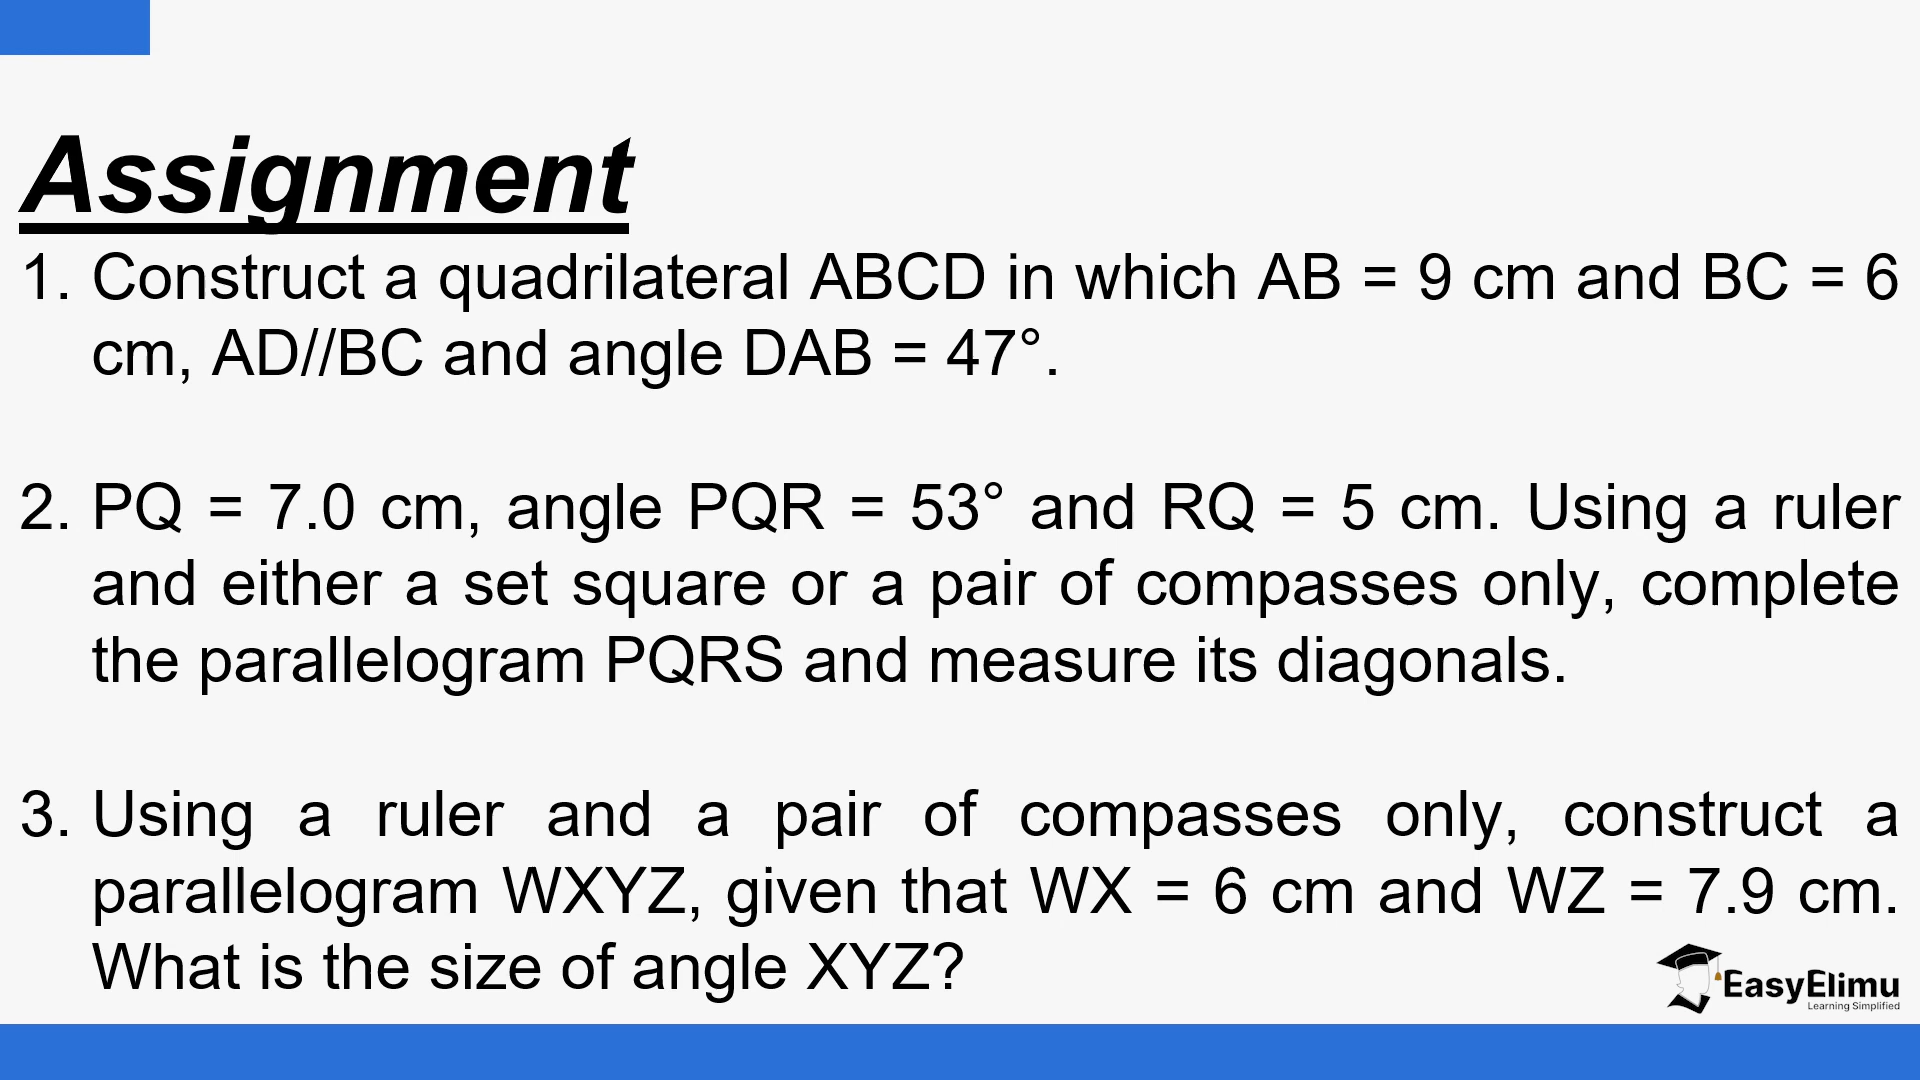 Assignment
1. Construct a quadrilateral ABCD in which AB = 9 cm and BC = 6
cm, AD//BC and angle DAB = 47°.
2. PQ = 7.0 cm, angle PQR = 53° and RQ = 5 cm. Using a ruler
and either a set square or a pair of compasses only, complete
the parallelogram PQRS and measure its diagonals.
3. Using a ruler and a pair of compasses only, construct a
parallelogram WXYZ, given that WX = 6 cm and WZ = 7.9 cm.
What is the size of angle XYZ?
EasyElimu
Learning Simplified